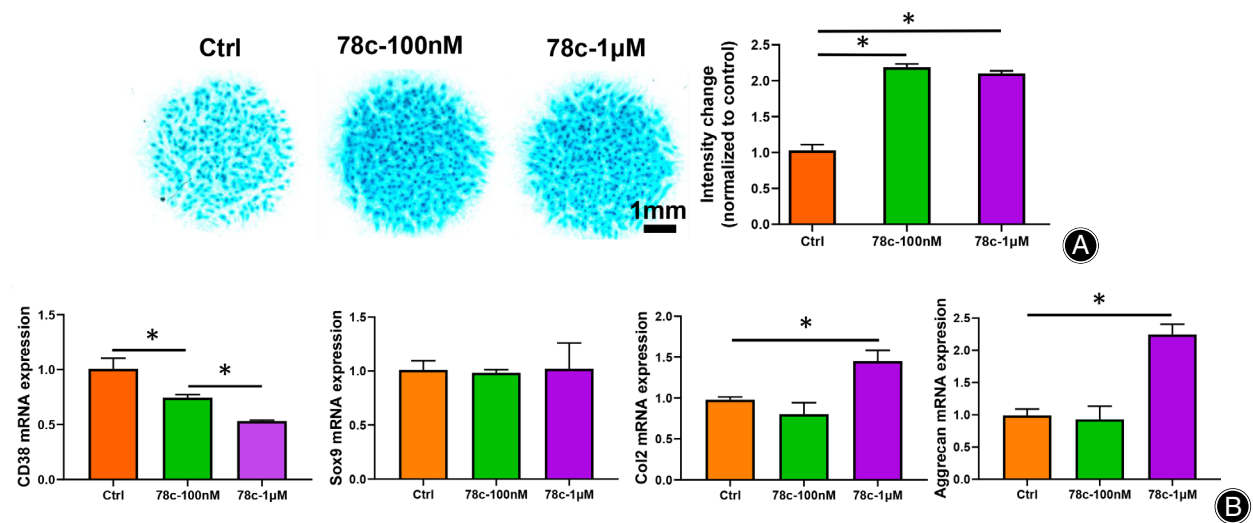 Ctrl
78c-100nM
78c-1μM
1mm
Intensity change
(normalized to control)
2.5
2.0
1.5
1.0
0.5
0.0
*
*
Ctrl
78c-100nM
78c-1μM
A
CD38 mRNA expression
1.5
1.0
0.5
0.0
*
*
Ctrl
78c-100nM
78c-1μM
Sox9 mRNA expression
1.5
1.0
0.5
0.0
Ctrl
78c-100nM
78c-1μM
Col2 mRNA expression
2.0
1.5
1.0
0.5
0.0
*
Ctrl
78c-100nM
78c-1μM
Aggrecan mRNA expresion
2.5
2.0
1.5
1.0
0.5
0.0
*
Ctrl
78c-100nM
78c-1μM
B